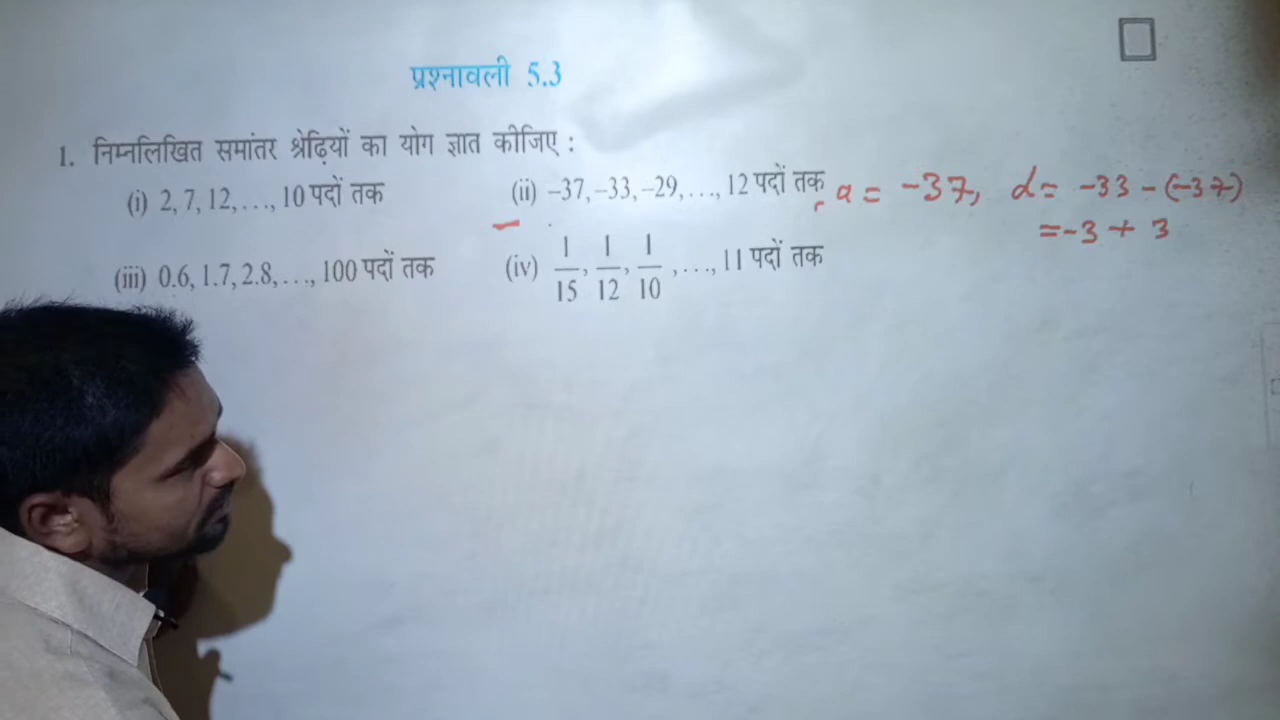 प्रश्नावली 5.3
1. निम्नलिखित समांतर श्रेढ़ियों का योग ज्ञात कीजिए :
(i) 2, 7, 12, . . ., 10 पदों तक (ii) –37, –33, –29, . . ., 12 पदों तक a = -37, d = -33 - (-37)
= -3 + 3
(iii) 0.6, 1.7, 2.8, . . ., 100 पदों तक (iv) 1/15, 1/12, 1/10, . . ., 11 पदों तक